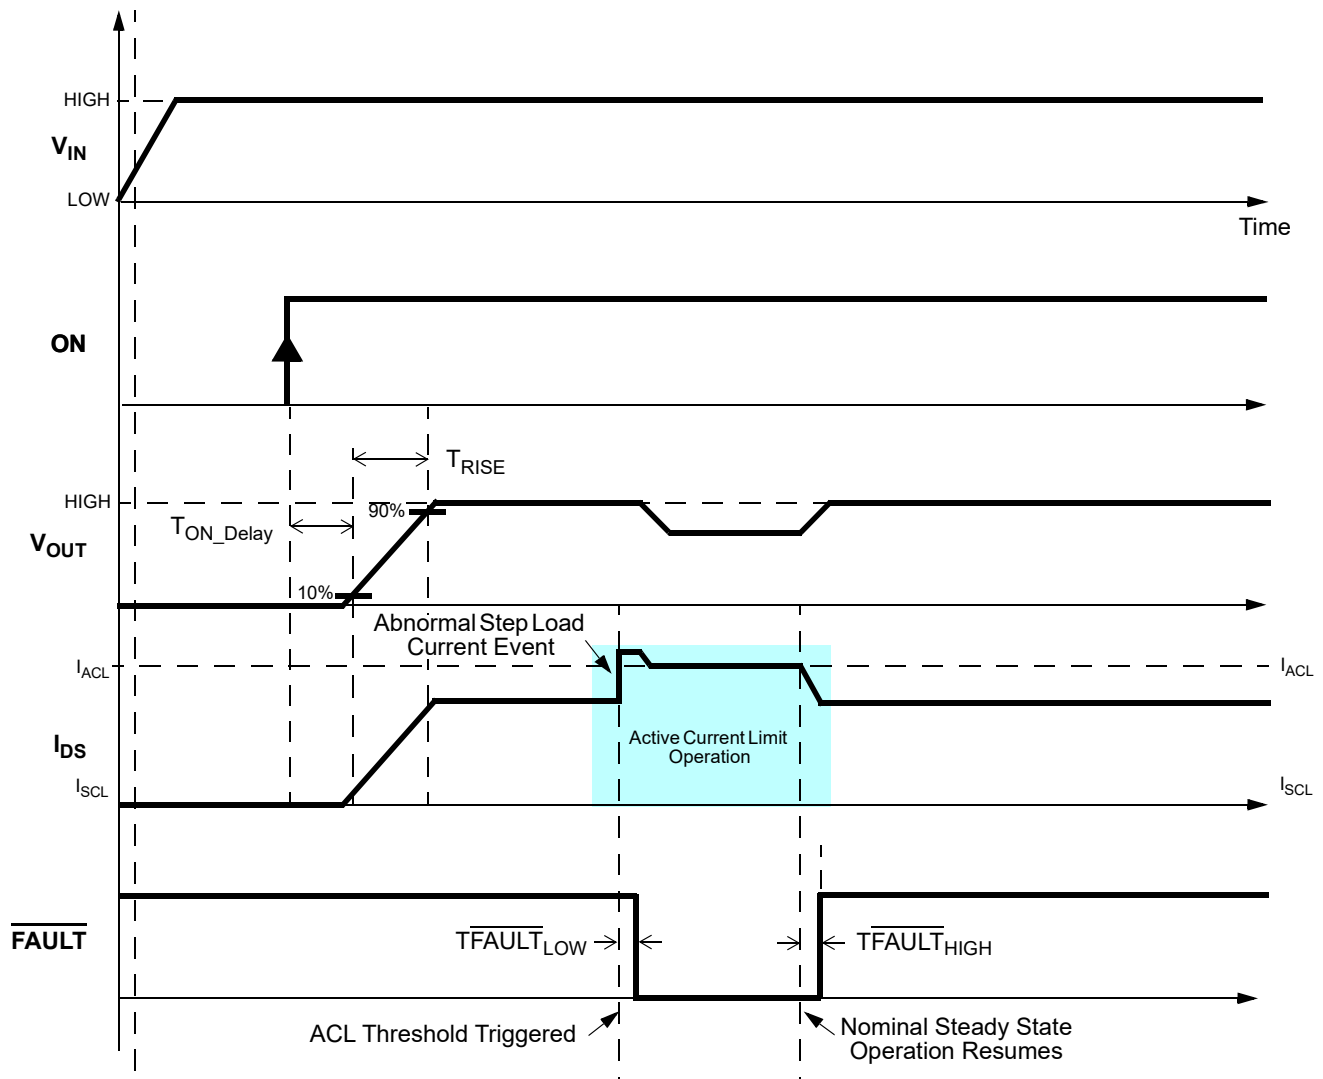 HIGH
VIN
LOW
Time
ON
TRISE
HIGH
90%
TON_Delay
VOUT
10%
Abnormal Step Load
Current Event
IACL
IACL
Active Current Limit
Operation
IDS
ISCL
ISCL
FAULT
TFAULTLOW
TFAULTHIGH
ACL Threshold Triggered
Nominal Steady State
Operation Resumes